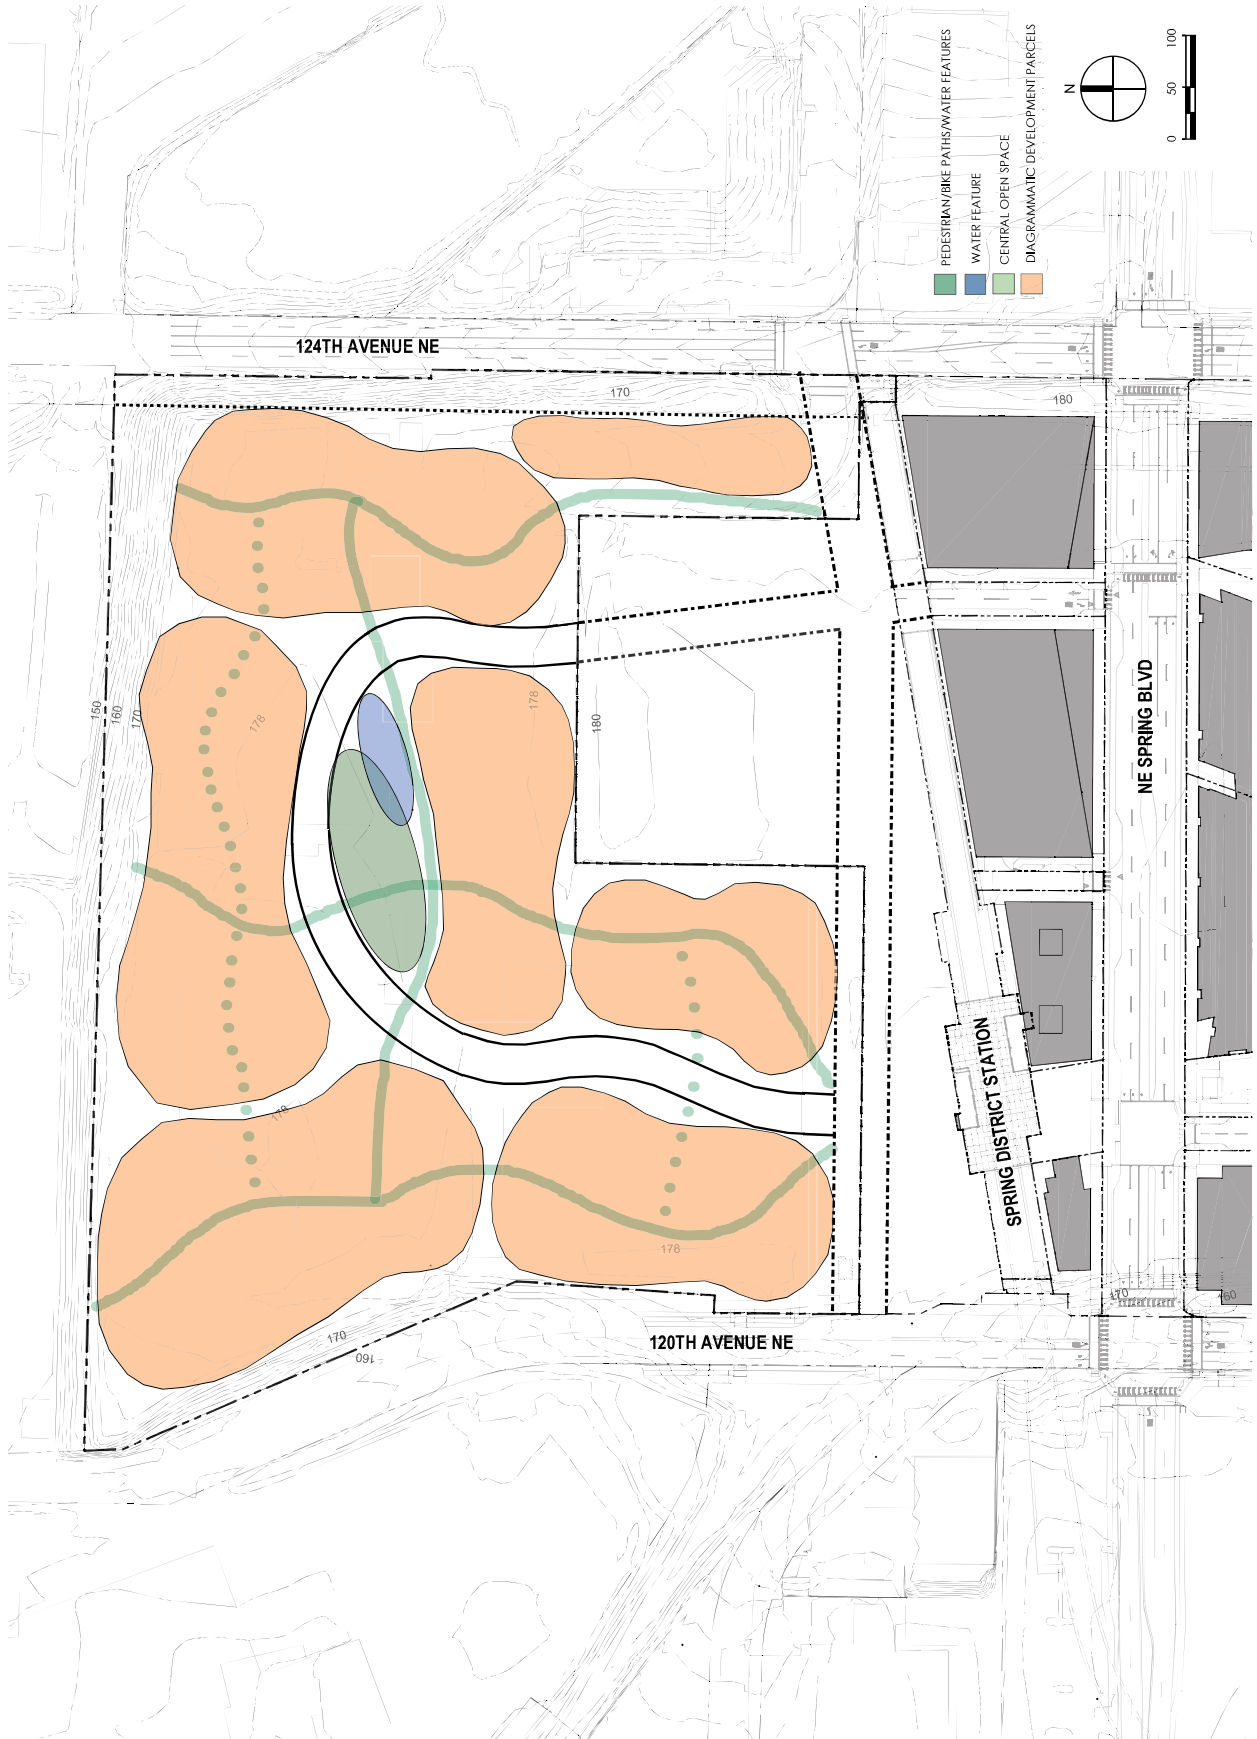 PEDESTRIAN/BIKE PATHS/WATER FEATURES
WATER FEATURE
CENTRAL OPEN SPACE
DIAGRAMMATIC DEVELOPMENT PARCELS
N
0 50 100
124TH AVENUE NE
170
180
150
160
170
178
178
180
NE SPRING BLVD
178
SPRING DISTRICT STATION
178
170
160
120TH AVENUE NE
170
160